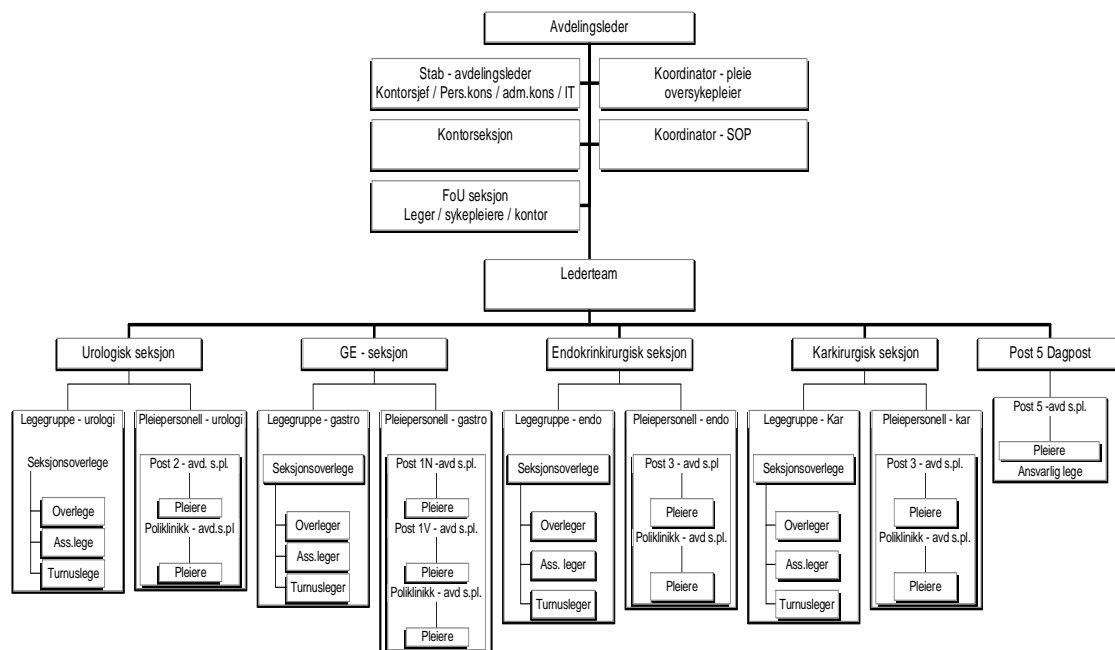 Avdelingsleder
Stab - avdelingsleder
Kontorsjef / Pers.kons / adm.kons / IT
Koordinator - pleie
oversykepleier
Kontorseksjon
Koordinator - SOP
FoU seksjon
Leger / sykepleiere / kontor
Lederteam
Urologisk seksjon
GE - seksjon
Endokrinkirurgisk seksjon
Karkirurgisk seksjon
Post 5 Dagpost
Legegruppe - urologi
Seksjonsoverlege
Overlege
Ass.lege
Turnuslege
Pleiepersonell - urologi
Post 2 - avd. s.pl.
Pleiere
Poliklinikk - avd.s.pl
Pleiere
Legegruppe - gastro
Seksjonsoverlege
Overleger
Ass.leger
Turnusleger
Pleiepersonell - gastro
Post 1N -avd s.pl.
Pleiere
Post 1V - avd s.pl.
Pleiere
Poliklinikk - avd s.pl.
Pleiere
Legegruppe - endo
Seksjonsoverlege
Overleger
Ass. leger
Turnusleger
Pleiepersonell - endo
Post 3 - avd s.pl
Pleiere
Poliklinikk - avd s.pl.
Pleiere
Legegruppe - Kar
Seksjonsoverlege
Overleger
Ass.leger
Turnusleger
Pleiepersonell - kar
Post 3 - avd s.pl.
Pleiere
Poliklinikk - avd s.pl.
Pleiere
Post 5 -avd s.pl.
Pleiere
Ansvarlig lege